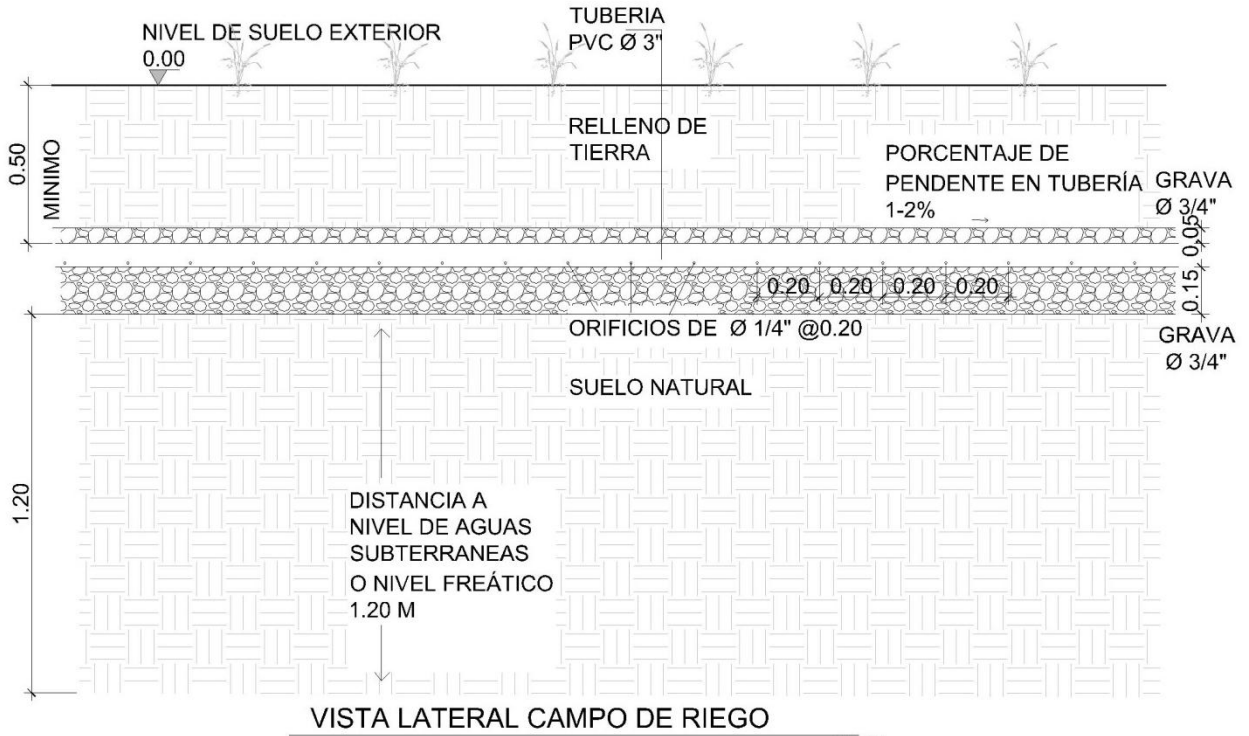 NIVEL DE SUELO EXTERIOR
0.00
TUBERIA
PVC Ø 3"
0.50
MINIMO
RELLENO DE
TIERRA
PORCENTAJE DE
PENDENTE EN TUBERÍA
1-2%
GRAVA
Ø 3/4"
0.05
0.15
0.20 0.20 0.20 0.20
ORIFICIOS DE Ø 1/4" @0.20
GRAVA
Ø 3/4"
SUELO NATURAL
1.20
DISTANCIA A
NIVEL DE AGUAS
SUBTERRANEAS
O NIVEL FREÁTICO
1.20 M
VISTA LATERAL CAMPO DE RIEGO